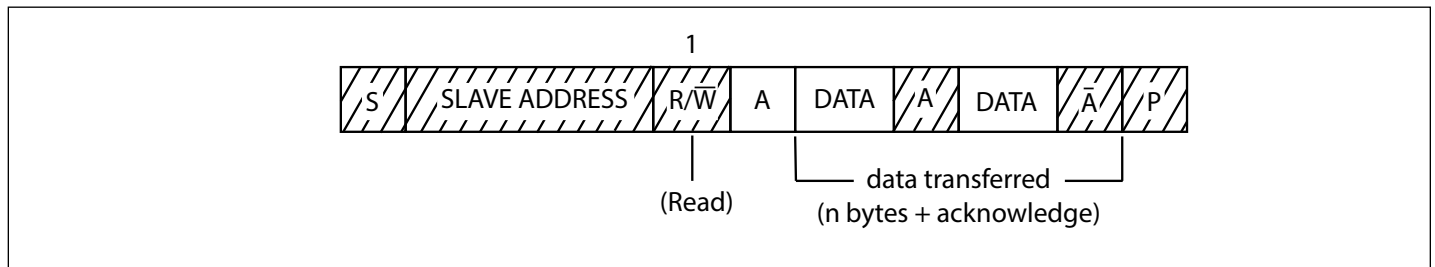 1
S SLAVE ADDRESS R/W̅ A DATA A DATA A̅ P
(Read)
data transferred
(n bytes + acknowledge)